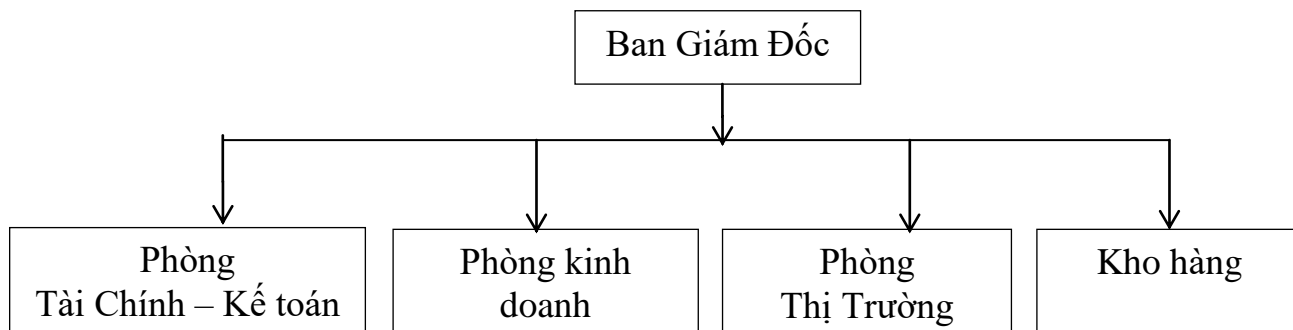 Ban Giám Đốc
Phòng
Tài Chính – Kế toán
Phòng kinh
doanh
Phòng
Thị Trường
Kho hàng